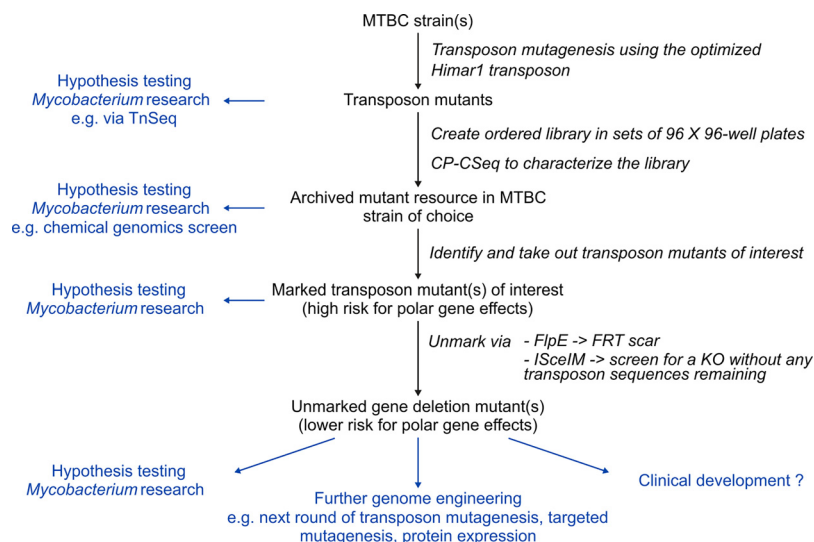 MTBC strain(s)
Transposon mutagenesis using the optimized
Himar1 transposon
Hypothesis testing
Mycobacterium research
e.g. via TnSeq
Transposon mutants
Create ordered library in sets of 96 X 96-well plates
CP-CSeq to characterize the library
Hypothesis testing
Mycobacterium research
e.g. chemical genomics screen
Archived mutant resource in MTBC
strain of choice
Identify and take out transposon mutants of interest
Hypothesis testing
Mycobacterium research
Marked transposon mutant(s) of interest
(high risk for polar gene effects)
Unmark via - FlpE -> FRT scar
- ISceIM -> screen for a KO without any
transposon sequences remaining
Unmarked gene deletion mutant(s)
(lower risk for polar gene effects)
Hypothesis testing
Mycobacterium research
Further genome engineering
e.g. next round of transposon mutagenesis, targeted
mutagenesis, protein expression
Clinical development ?